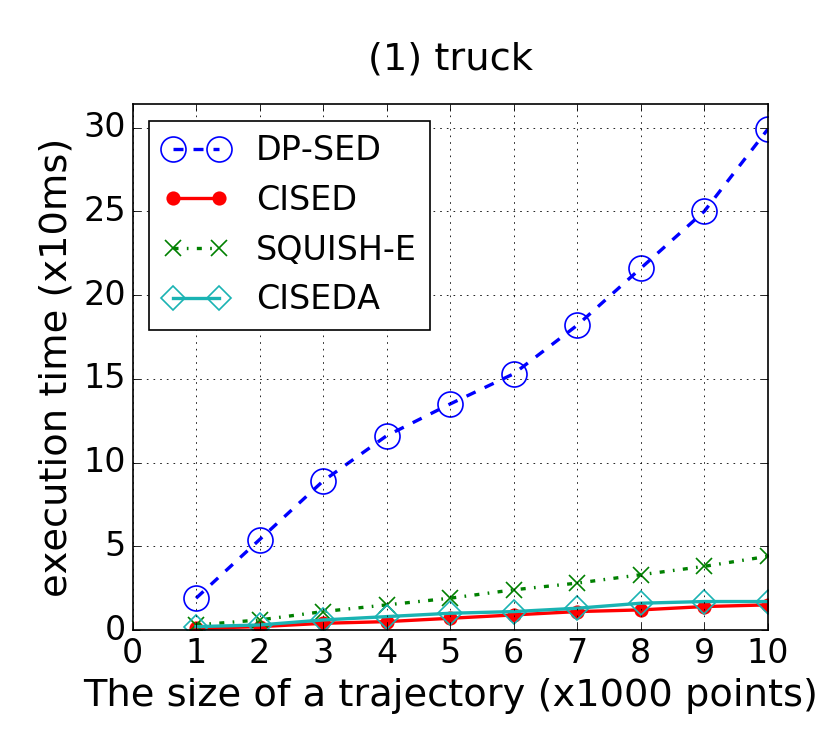 (1) truck
execution time (x10ms)
30
25
20
15
10
5
0
DP-SED
CISED
SQUISH-E
CISEDA
0 1 2 3 4 5 6 7 8 9 10
The size of a trajectory (x1000 points)